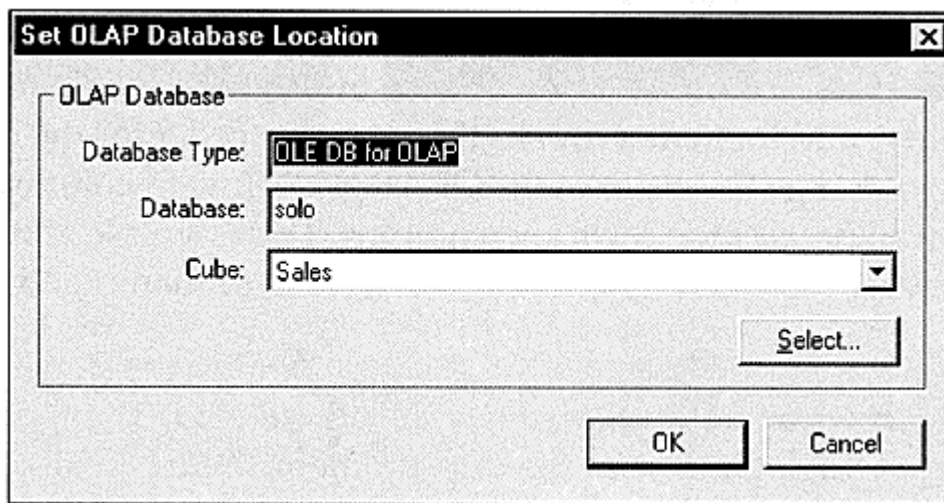 Set OLAP Database Location
OLAP Database
Database Type: OLE DB for OLAP
Database: solo
Cube: Sales
Select...
OK Cancel